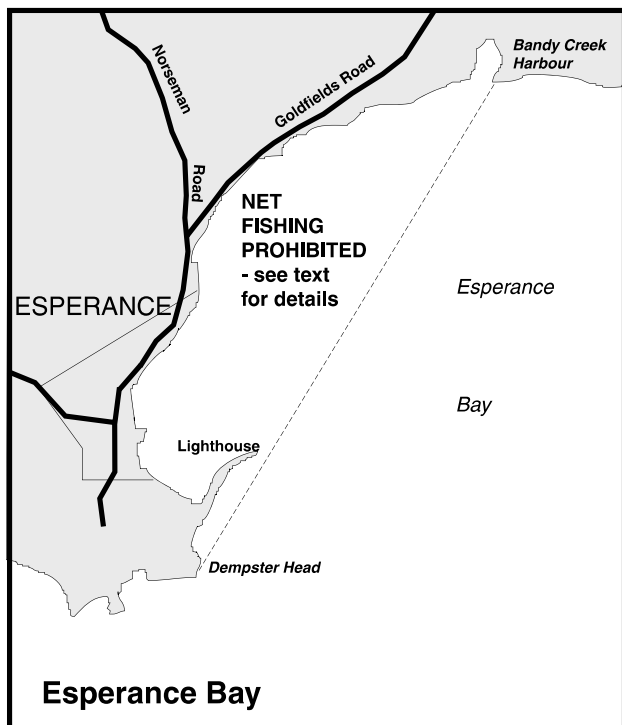 Bandy Creek
Harbour
Norseman
Road
Goldfields Road
NET
FISHING
PROHIBITED
- see text
for details
ESPERANCE
Esperance
Bay
Lighthouse
Dempster Head
Esperance Bay